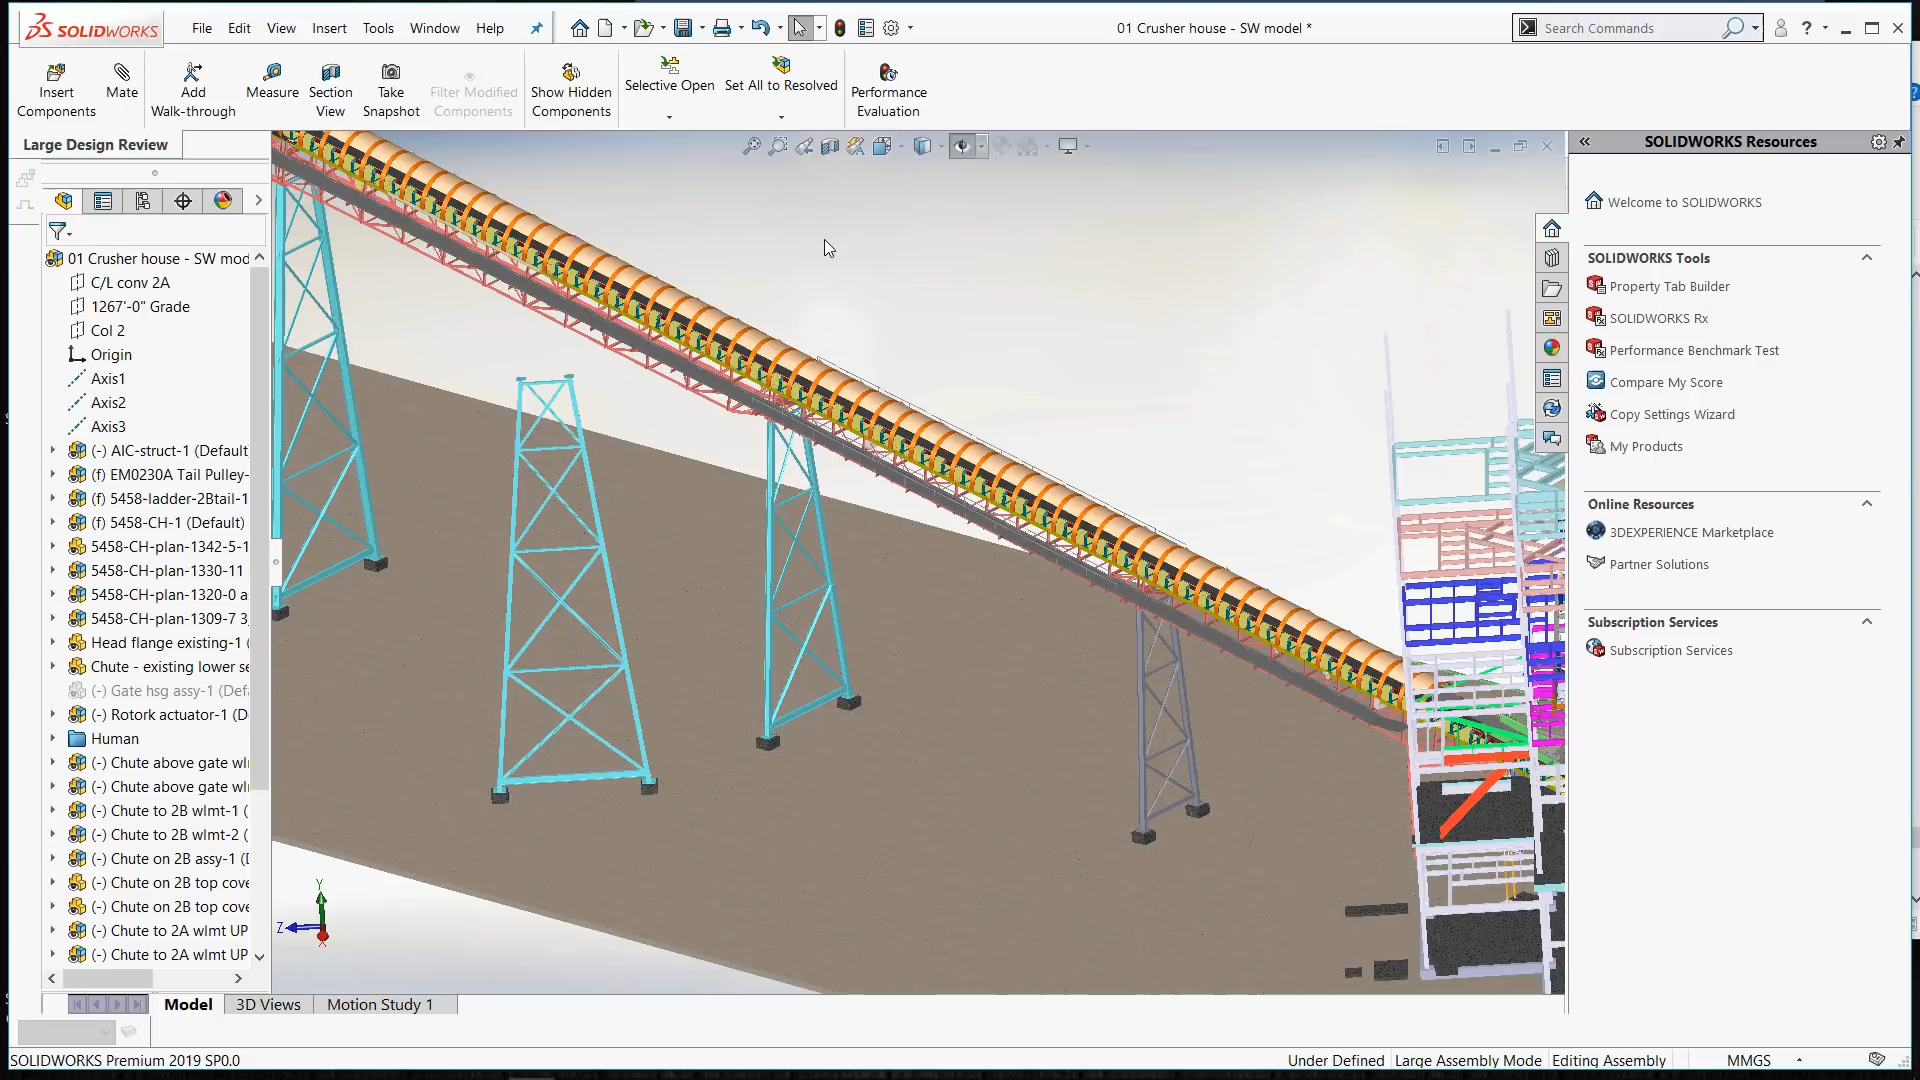 SOLIDWORKS
File Edit View Insert Tools Window Help
01 Crusher house - SW model *
Search Commands
Insert Components
Mate
Add Walk-through
Measure
Section View
Take Snapshot
Filter Modified Components
Show Hidden Components
Selective Open
Set All to Resolved
Performance Evaluation
Large Design Review
01 Crusher house - SW mod
C/L conv 2A
1267'-0" Grade
Col 2
Origin
Axis1
Axis2
Axis3
(-) AIC-struct-1 (Default
(f) EM0230A Tail Pulley-
(f) 5458-ladder-2Btail-1
(f) 5458-CH-1 (Default)
5458-CH-plan-1342-5-1
5458-CH-plan-1330-11
5458-CH-plan-1320-0 a
5458-CH-plan-1309-7 3
Head flange existing-1 (
Chute - existing lower se
(-) Gate hsg assy-1 (Def
(-) Rotork actuator-1 (D
Human
(-) Chute above gate wl
(-) Chute above gate wl
(-) Chute to 2B wlmt-1 (
(-) Chute to 2B wlmt-2 (
(-) Chute on 2B assy-1 (
(-) Chute on 2B top cove
(-) Chute on 2B top cove
(-) Chute to 2A wlmt UP
(-) Chute to 2A wlmt UP
Y
Z
X
SOLIDWORKS Resources
Welcome to SOLIDWORKS
SOLIDWORKS Tools
Property Tab Builder
SOLIDWORKS Rx
Performance Benchmark Test
Compare My Score
Copy Settings Wizard
My Products
Online Resources
3DEXPERIENCE Marketplace
Partner Solutions
Subscription Services
Subscription Services
Model
3D Views
Motion Study 1
SOLIDWORKS Premium 2019 SP0.0
Under Defined
Large Assembly Mode
Editing Assembly
MMGS